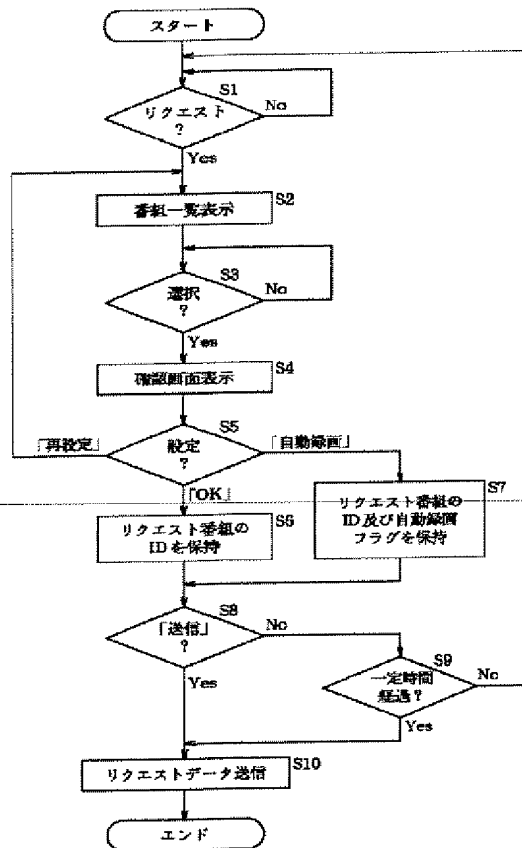 スタート
S1
リクエスト
?
No
Yes
S2
番組一覧表示
S3
選択
?
No
Yes
S4
確認画面表示
S5
設定
?
「再設定」
「自動録画」
「OK」
S6
リクエスト番組の
IDを保持
S7
リクエスト番組の
ID及び自動録画
フラグを保持
S8
「送信」
?
No
Yes
S9
一定時間
経過?
No
Yes
S10
リクエストデータ送信
エンド